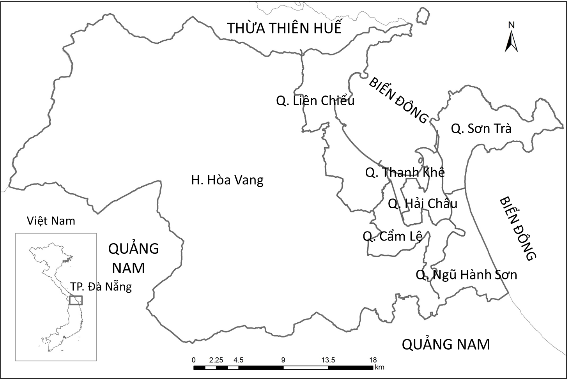 THỪA THIÊN HUẾ
N
BIỂN ĐÔNG
Q. Liên Chiểu
Q. Sơn Trà
Q. Thanh Khê
H. Hòa Vang
Q. Hải Châu
Việt Nam
BIỂN ĐÔNG
QUẢNG
NAM
Q. Cẩm Lệ
TP. Đà Nẵng
Q. Ngũ Hành Sơn
QUẢNG NAM
0 2.25 4.5 9 13.5 18
km